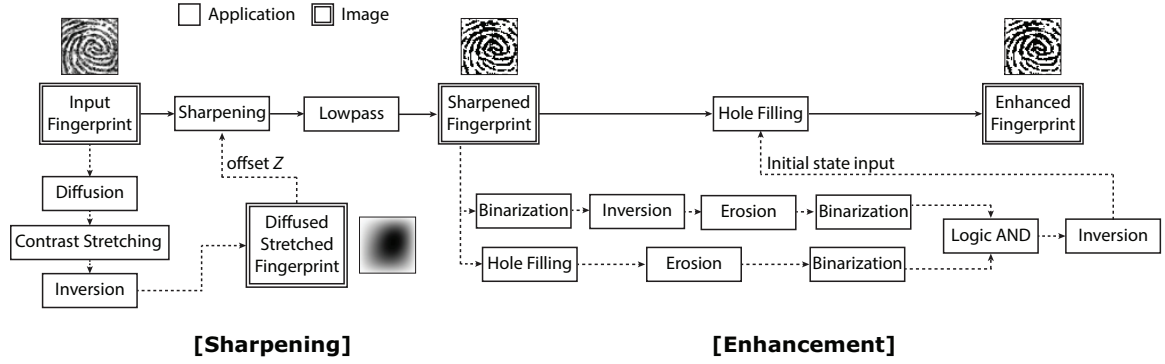 Application
Image
Input
Fingerprint
Sharpening
Lowpass
Sharpened
Fingerprint
Hole Filling
Enhanced
Fingerprint
offset Z
Initial state input
Diffusion
Contrast Stretching
Inversion
Diffused
Stretched
Fingerprint
Binarization
Inversion
Erosion
Binarization
Logic AND
Inversion
Hole Filling
Erosion
Binarization
[Sharpening]
[Enhancement]